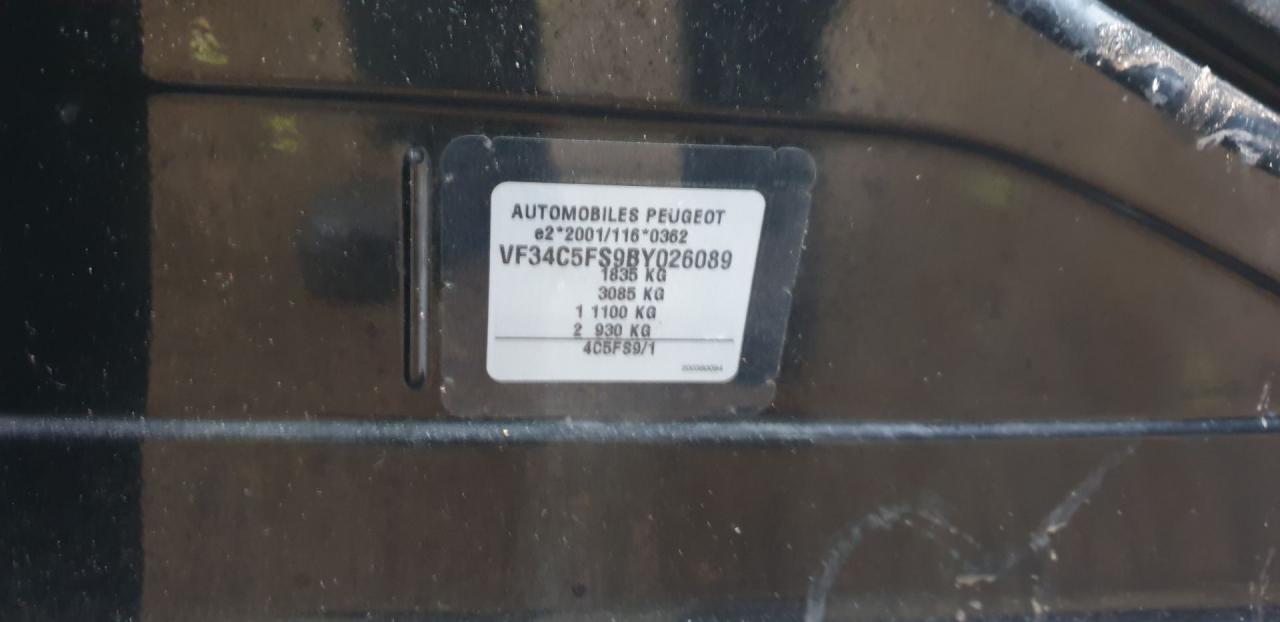 AUTOMOBILES PEUGEOT
e2*2001/116*0362
VF34C5FS9BY026089
1835 KG
3085 KG
1 1100 KG
2 930 KG
4C5FS9/1